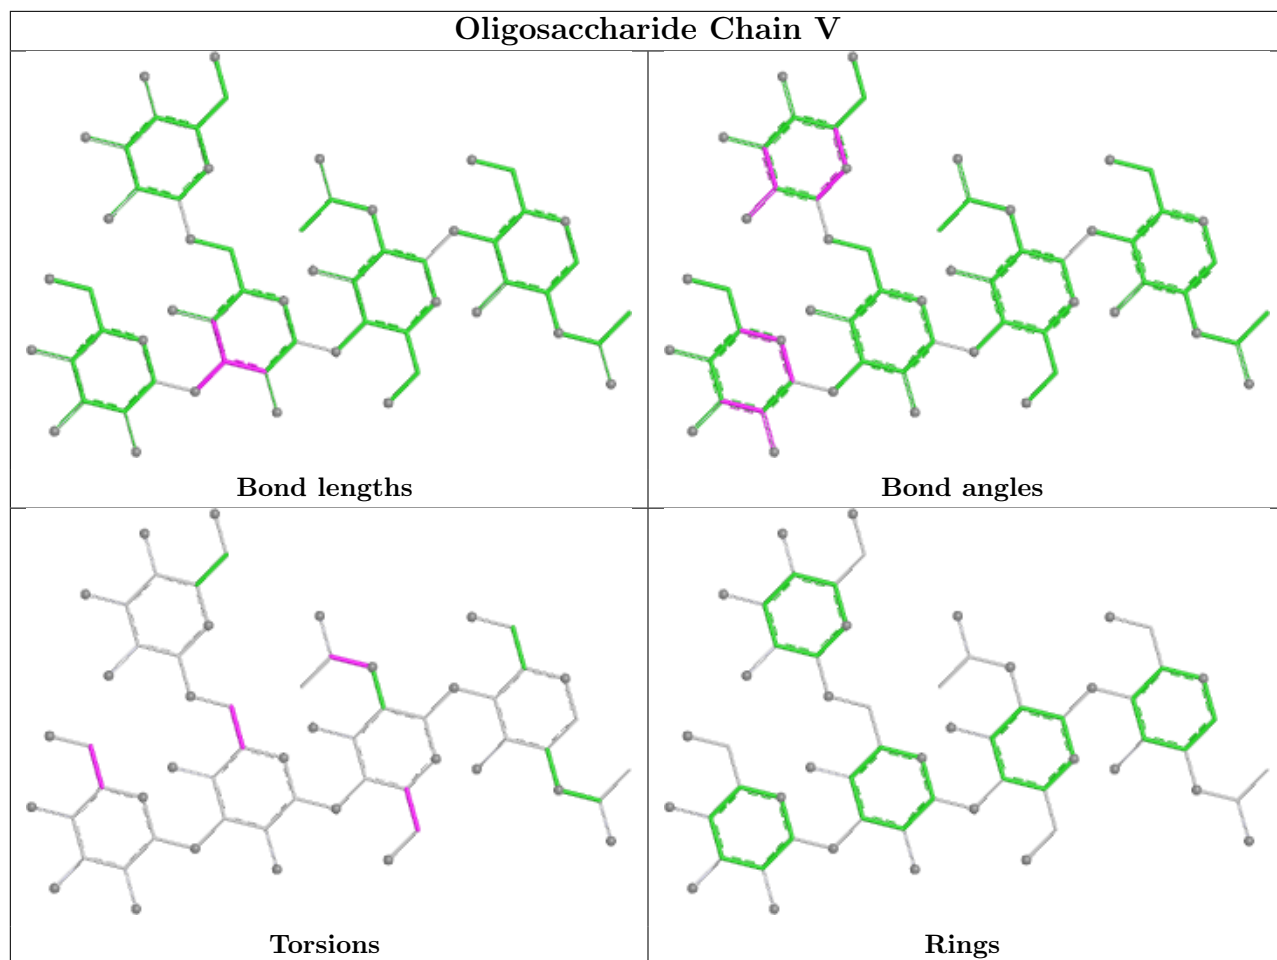 Oligosaccharide Chain V
Bond lengths
Bond angles
Torsions
Rings